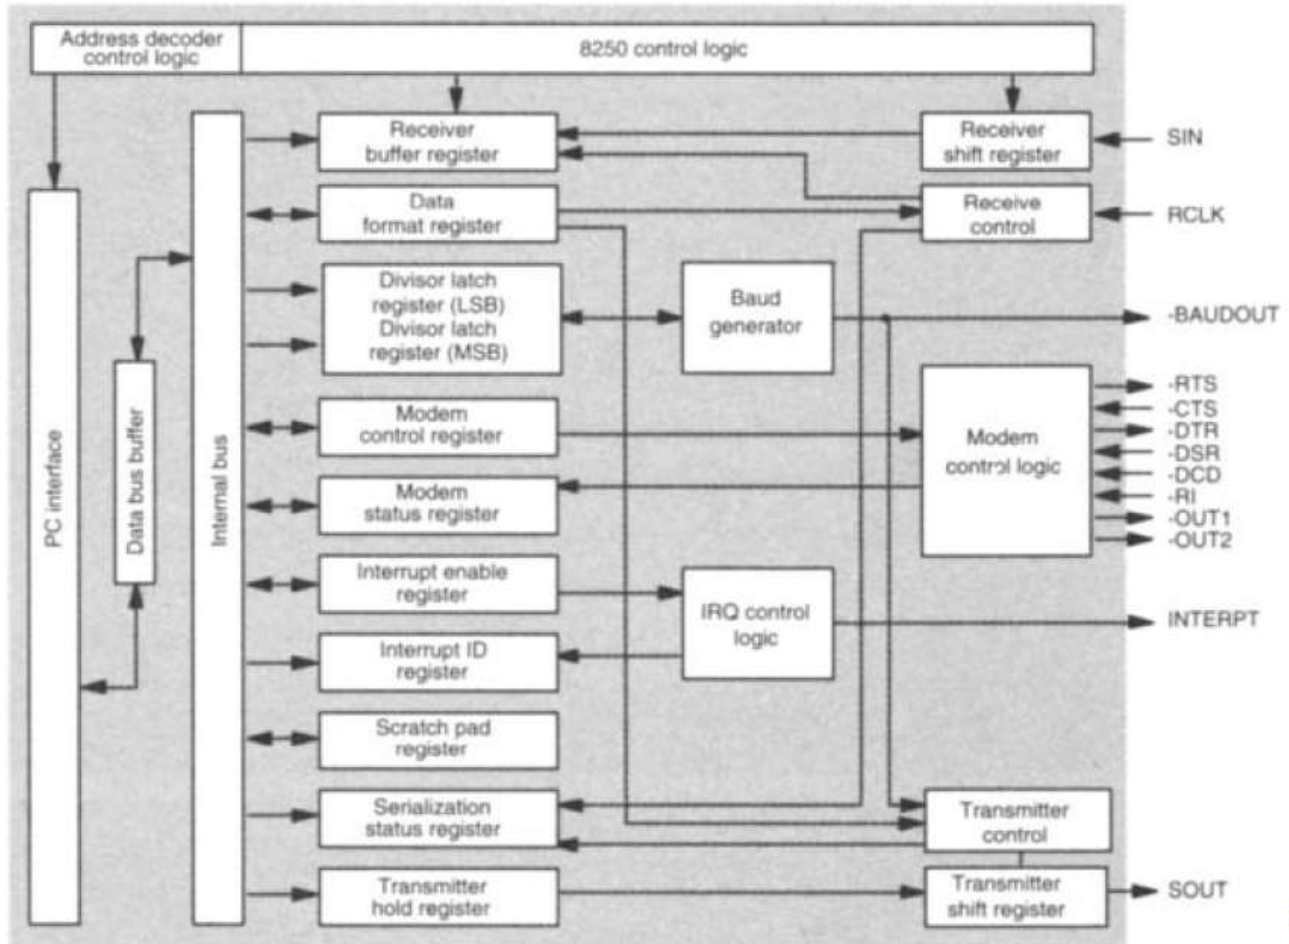 Address decoder
control logic
8250 control logic
Receiver
buffer register
Receiver
shift register
SIN
Data
format register
Receive
control
RCLK
Divisor latch
register (LSB)
Divisor latch
register (MSB)
Baud
generator
-BAUDOUT
PC interface
Data bus buffer
Internal bus
Modem
control register
Modem
control logic
-RTS
-CTS
-DTR
-DSR
-DCD
-RI
-OUT1
-OUT2
Modem
status register
Interrupt enable
register
IRQ control
logic
INTERPT
Interrupt ID
register
Scratch pad
register
Serialization
status register
Transmitter
control
Transmitter
hold register
Transmitter
shift register
SOUT